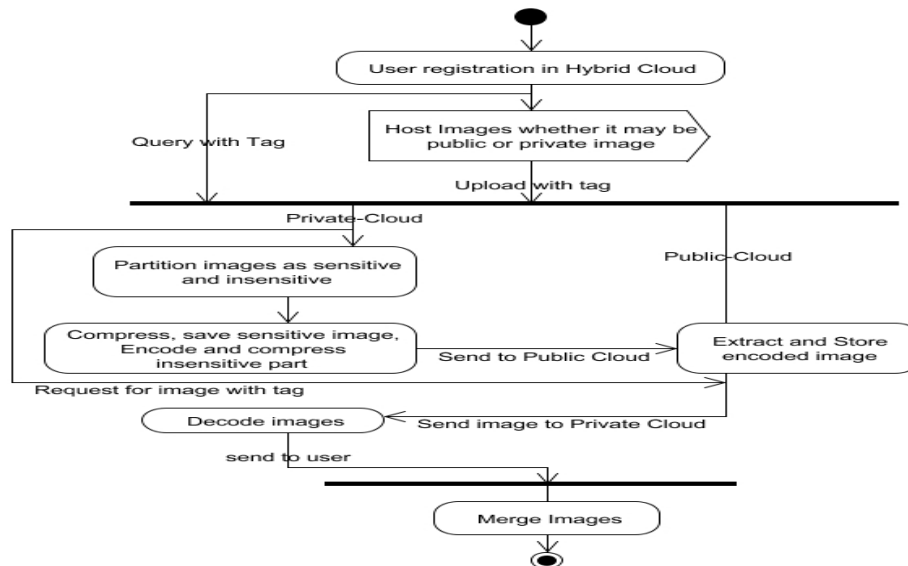 User registration in Hybrid Cloud
Query with Tag
Host Images whether it may be
public or private image
Upload with tag
Private-Cloud
Public-Cloud
Partition images as sensitive
and insensitive
Compress, save sensitive image,
Encode and compress
insensitive part
Send to Public Cloud
Extract and Store
encoded image
Request for image with tag
Decode images
Send image to Private Cloud
send to user
Merge Images